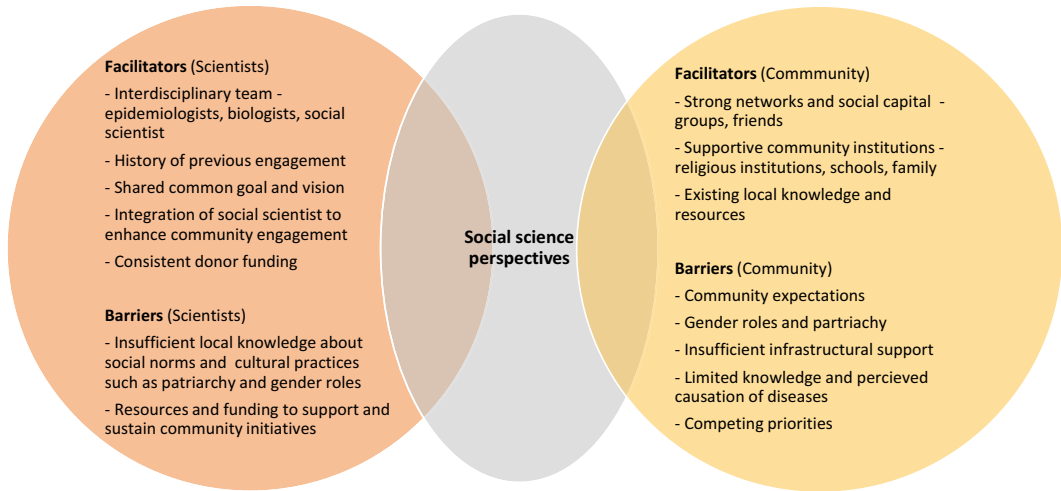 Facilitators (Scientists)
- Interdisciplinary team -
epidemiologists, biologists, social
scientist
- History of previous engagement
- Shared common goal and vision
- Integration of social scientist to
enhance community engagement
- Consistent donor funding
Barriers (Scientists)
- Insufficient local knowledge about
social norms and cultural practices
such as patriarchy and gender roles
- Resources and funding to support and
sustain community initiatives
Social science
perspectives
Facilitators (Commmunity)
- Strong networks and social capital -
groups, friends
- Supportive community institutions -
religious institutions, schools, family
- Existing local knowledge and
resources
Barriers (Community)
- Community expectations
- Gender roles and partriachy
- Insufficient infrastructural support
- Limited knowledge and percieved
causation of diseases
- Competing priorities